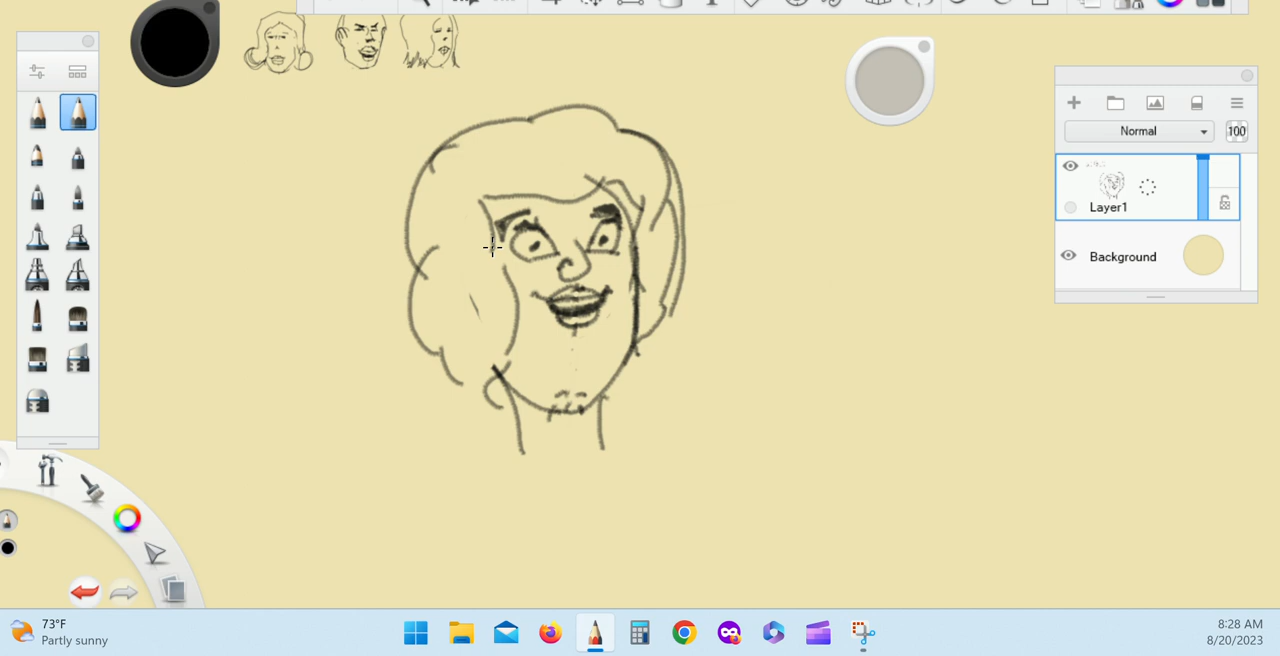 Normal
100
Layer1
Background
73°F
Partly sunny
8:28 AM
8/20/2023